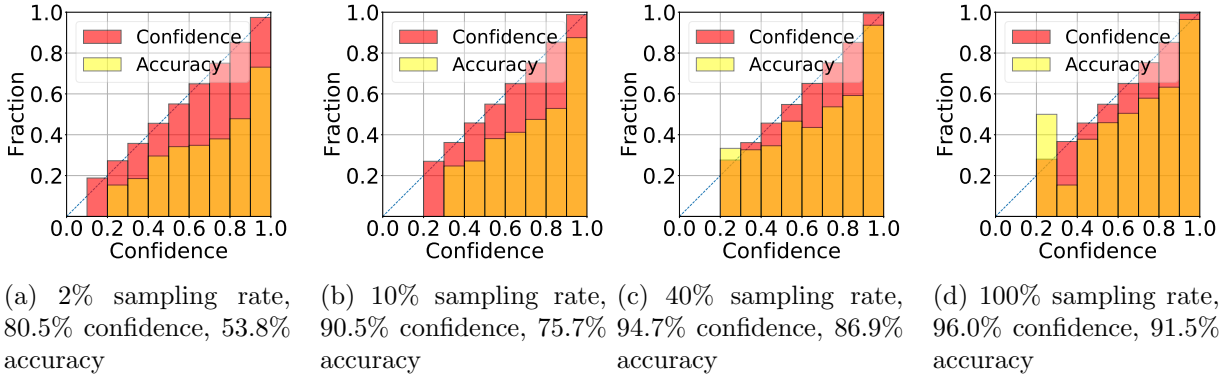 1.0
0.8
0.6
0.4
0.2
Fraction
Confidence
Accuracy
0.0 0.2 0.4 0.6 0.8 1.0
Confidence
1.0
0.8
0.6
0.4
0.2
Fraction
Confidence
Accuracy
0.0 0.2 0.4 0.6 0.8 1.0
Confidence
1.0
0.8
0.6
0.4
0.2
Fraction
Confidence
Accuracy
0.0 0.2 0.4 0.6 0.8 1.0
Confidence
1.0
0.8
0.6
0.4
0.2
Fraction
Confidence
Accuracy
0.0 0.2 0.4 0.6 0.8 1.0
Confidence
(a) 2% sampling rate,
80.5% confidence, 53.8%
accuracy
(b) 10% sampling rate,
90.5% confidence, 75.7%
accuracy
(c) 40% sampling rate,
94.7% confidence, 86.9%
accuracy
(d) 100% sampling rate,
96.0% confidence, 91.5%
accuracy